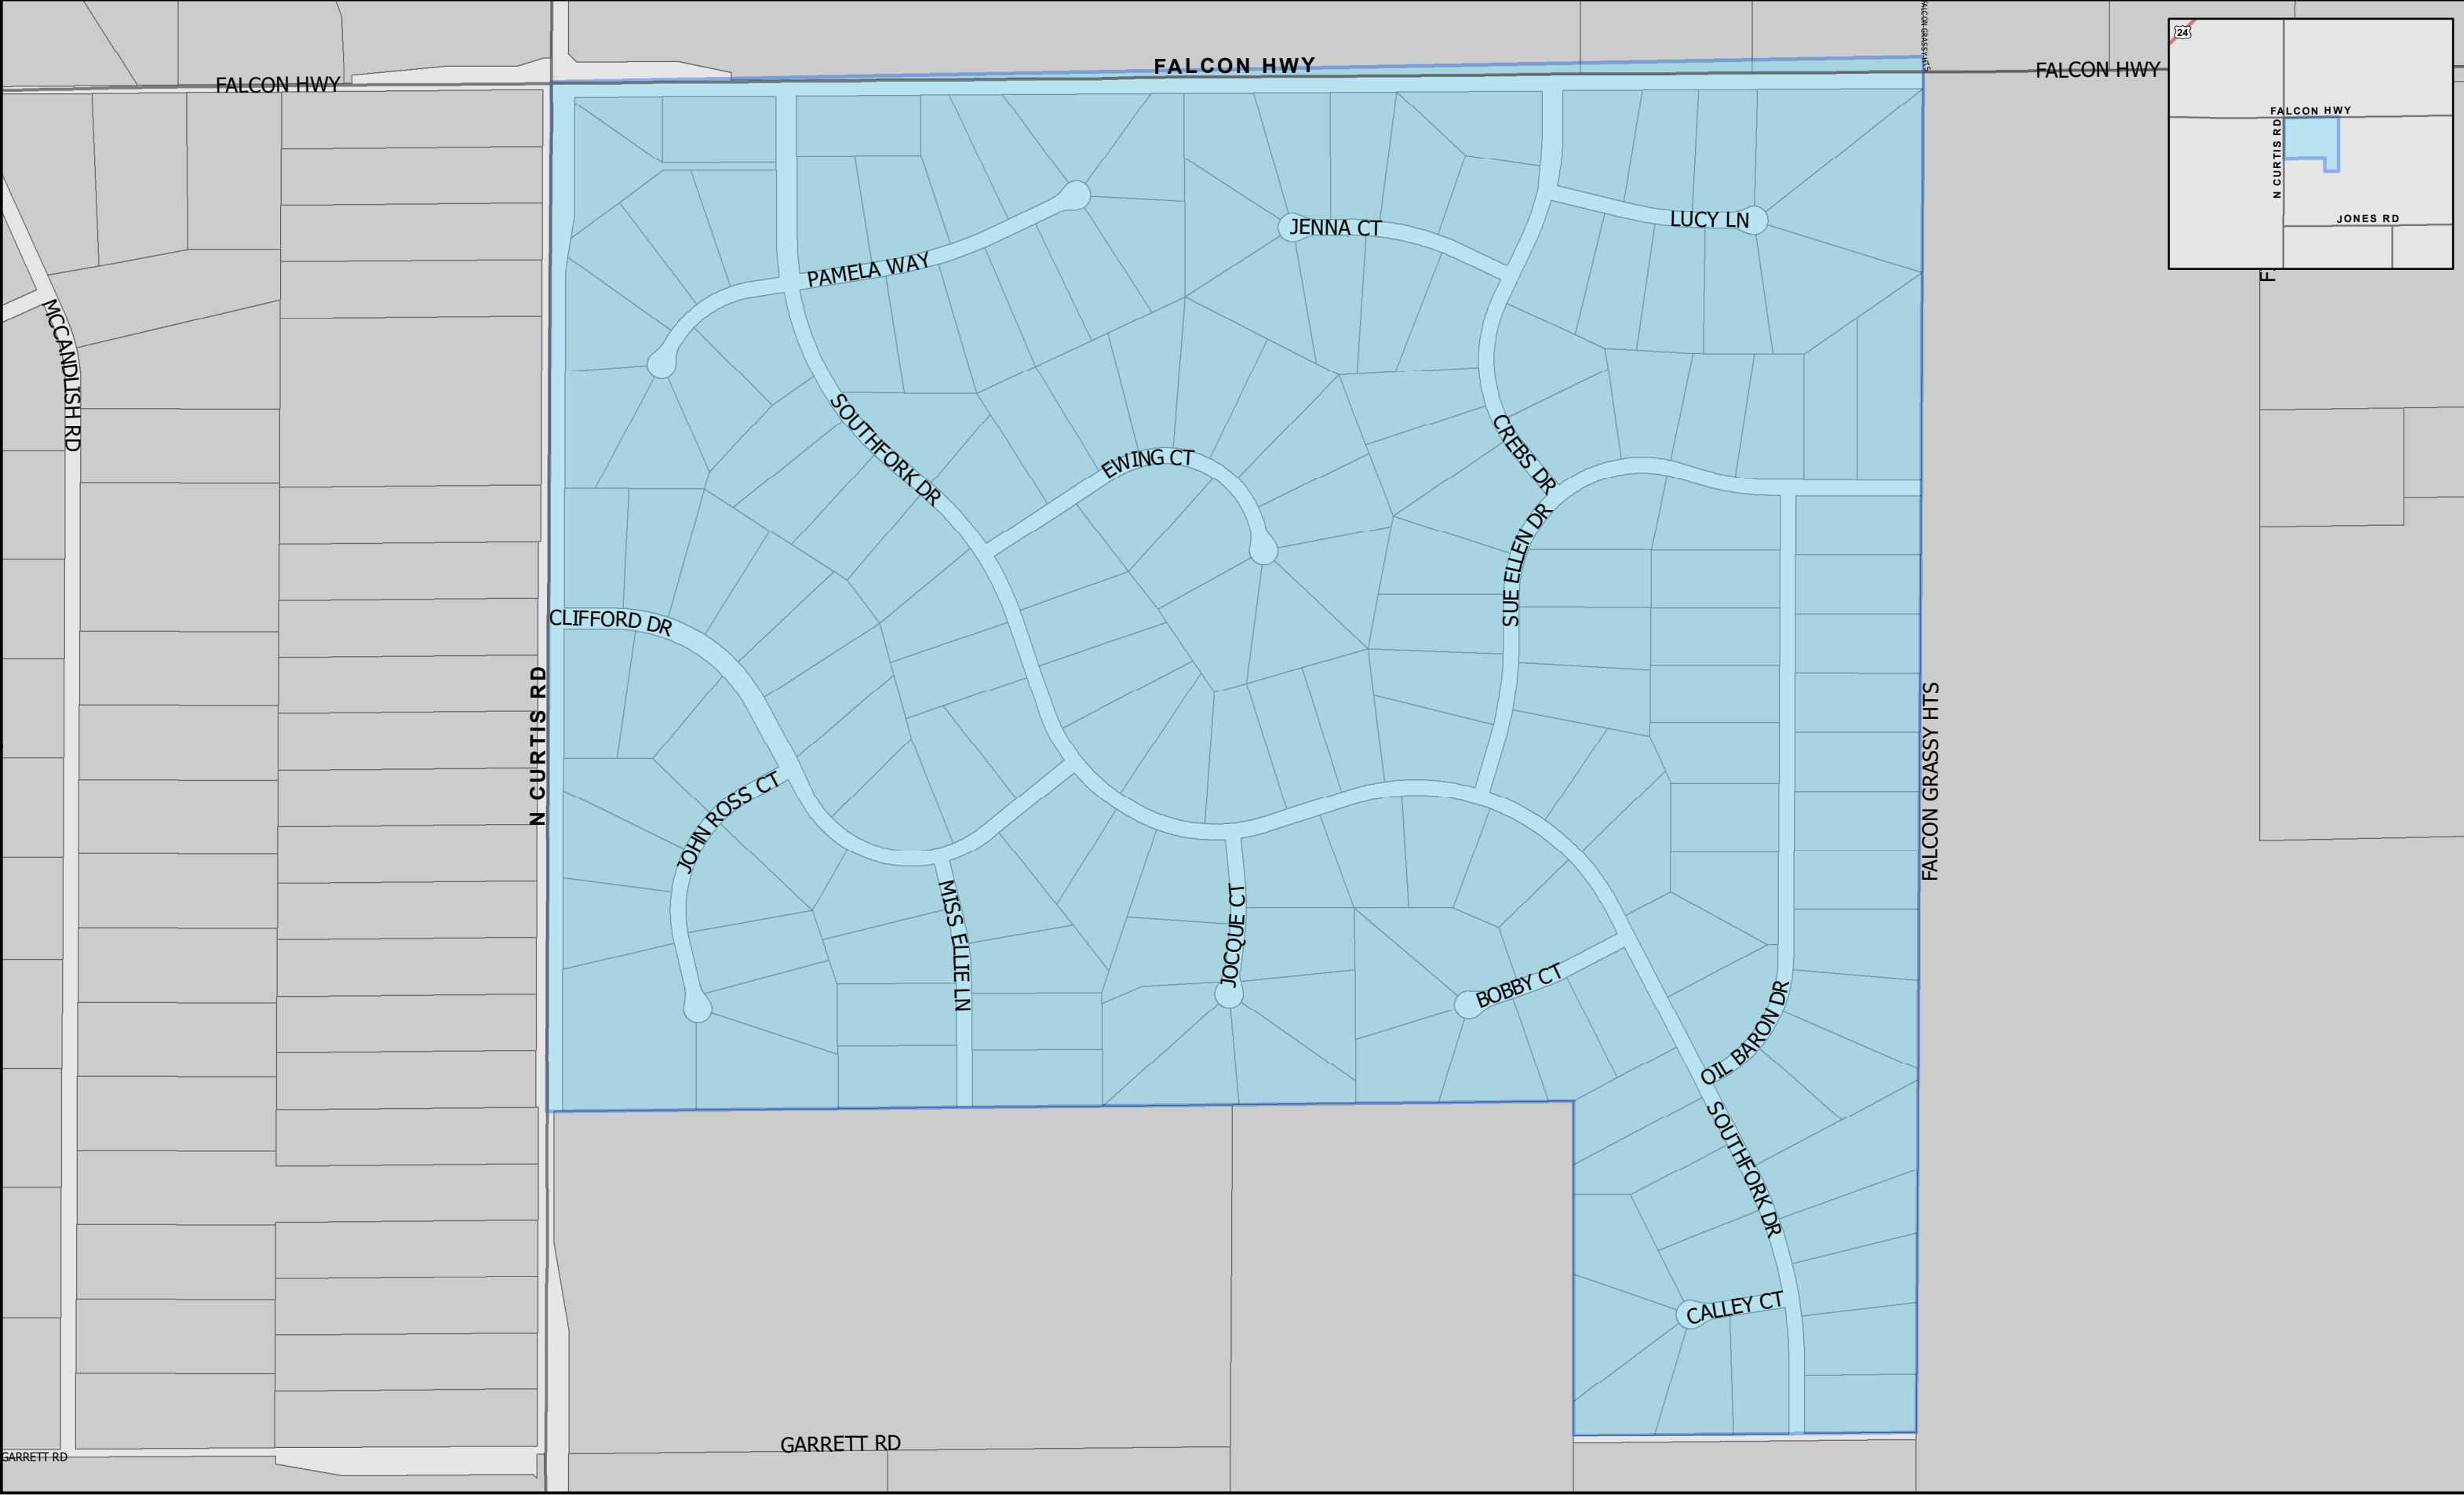 FALCON GRASSY HTS
FALCON HWY
FALCON HWY
FALCON HWY
24
FALCON HWY
N CURTIS RD
JONES RD
F
MCCANDLISH RD
PAMELA WAY
JENNA CT
LUCY LN
SOUTHFORK DR
EWING CT
CREBS DR
SUE ELLEN DR
CLIFFORD DR
N CURTIS RD
FALCON GRASSY HTS
JOHN ROSS CT
MISS ELLIE LN
JOCQUE CT
BOBBY CT
OIL BARON DR
SOUTHFORK DR
CALLEY CT
GARRETT RD
GARRETT RD